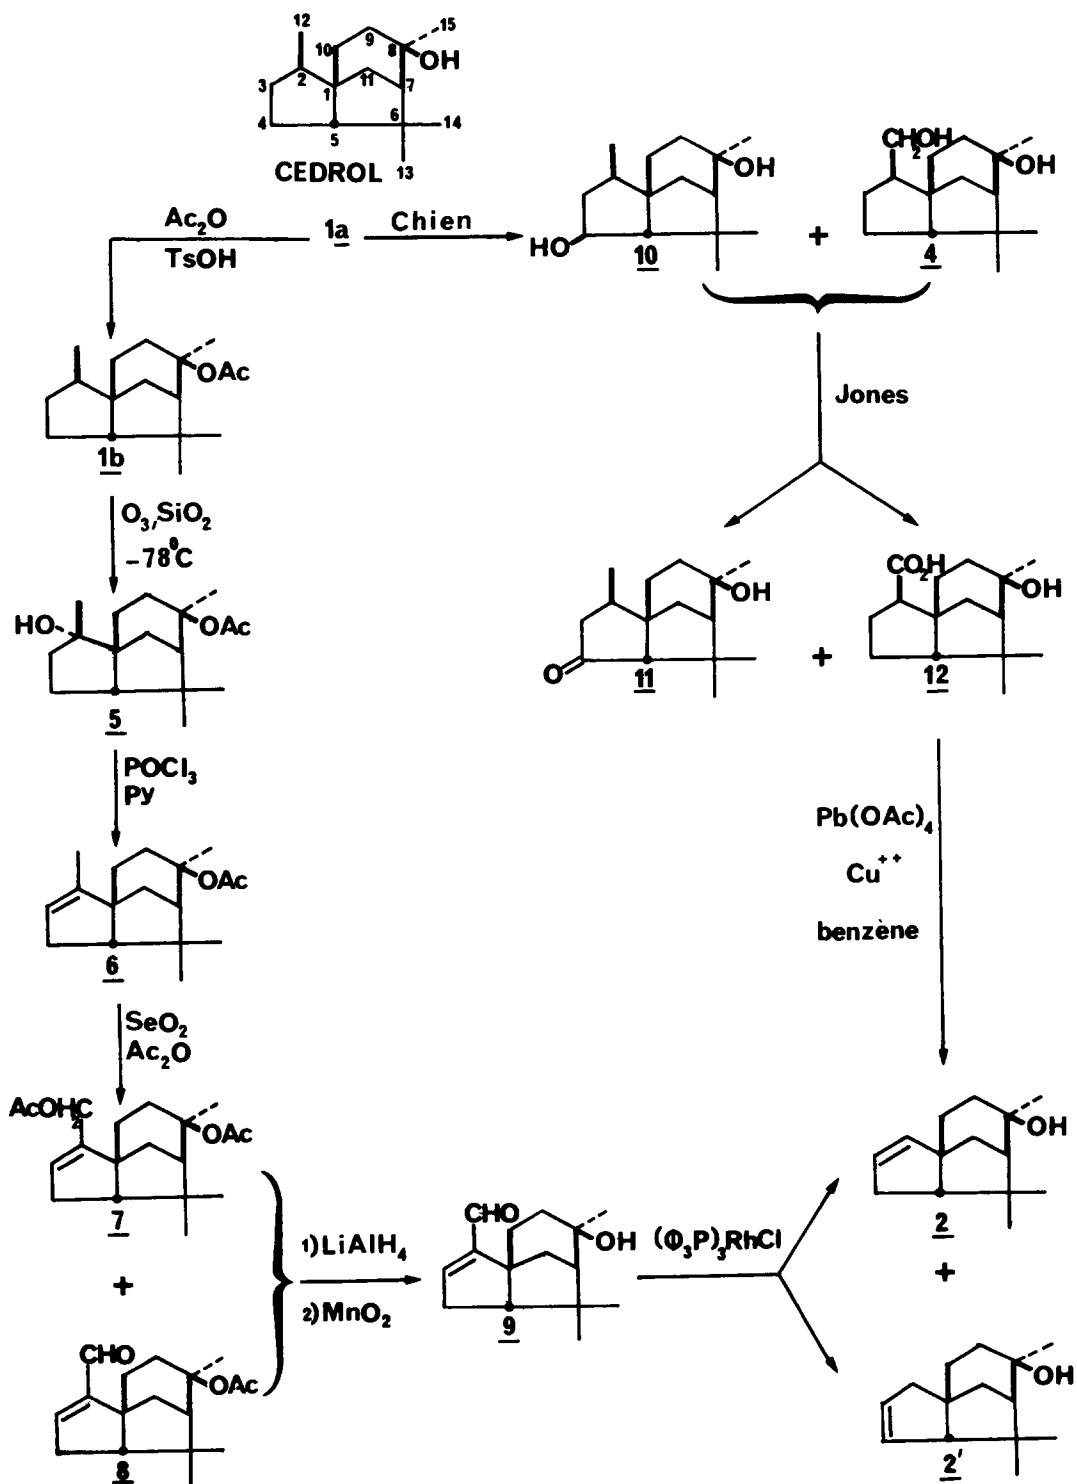 12
15
9
10
8
OH
3
2
11
7
1
4
6
14
5
CEDROL
13
CH₂OH
OH
OH
HO
10
+
4
Ac₂O
TsOH
1a
Chien
OAc
1b
Jones
O₃,SiO₂
-78°C
HO
OAc
5
OH
O
11
+
CO₂H
OH
12
POCl₃
Py
OAc
6
Pb(OAc)₄
Cu⁺⁺
benzène
SeO₂
Ac₂O
AcOH₂C
OAc
7
+
CHO
OAc
8
1)LiAlH₄
2)MnO₂
CHO
OH
9
(Φ₃P)₃RhCl
OH
2
+
OH
2'